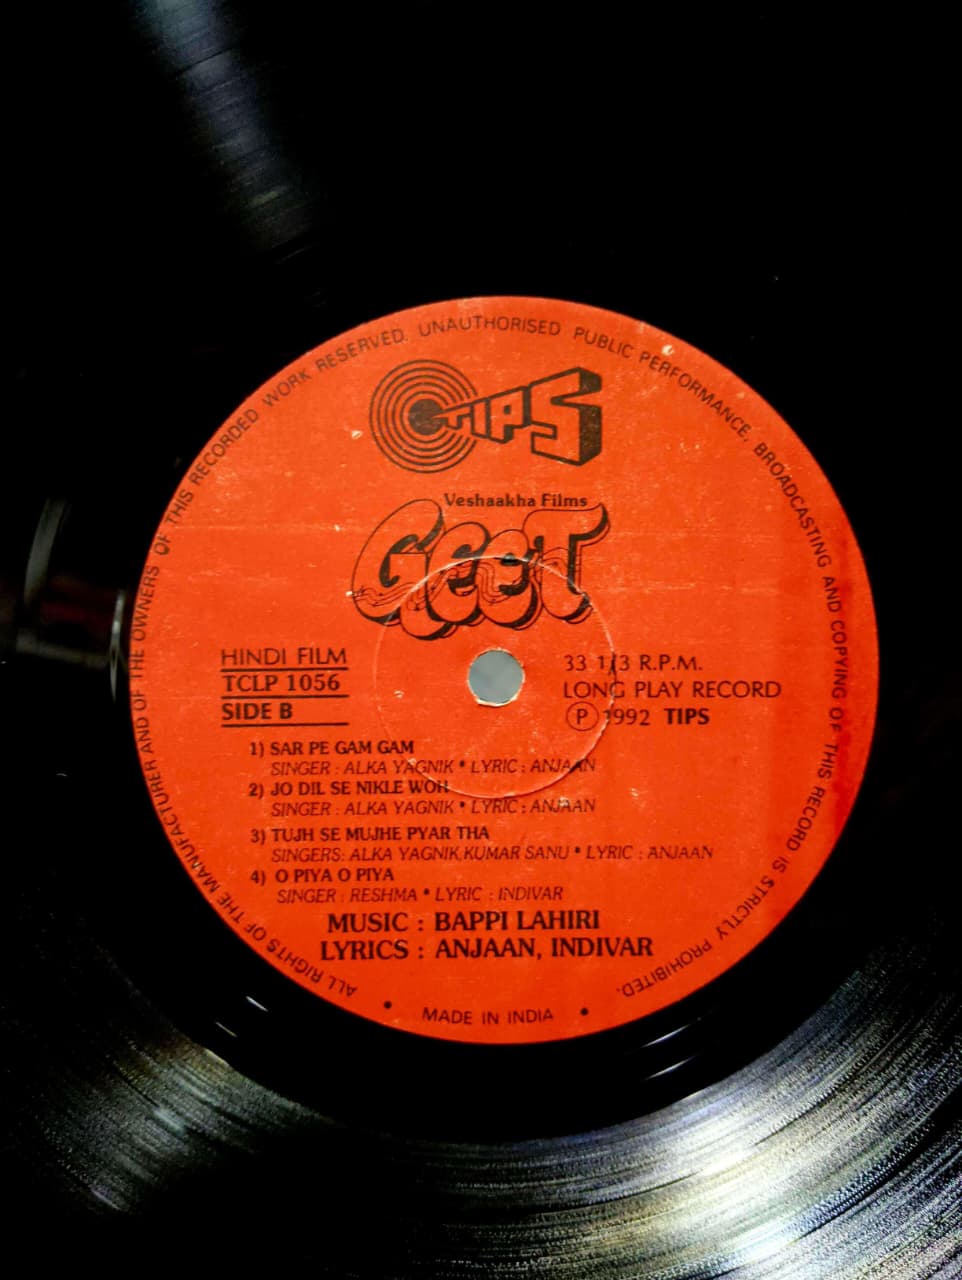 TIPS
Veshaakha Films
GEET
HINDI FILM
TCLP 1056
SIDE B
33 1/3 R.P.M.
LONG PLAY RECORD
Ⓟ 1992 TIPS
1) SAR PE GAM GAM
SINGER : ALKA YAGNIK • LYRIC : ANJAAN
2) JO DIL SE NIKLE WOH
SINGER : ALKA YAGNIK • LYRIC : ANJAAN
3) TUJH SE MUJHE PYAR THA
SINGERS: ALKA YAGNIK, KUMAR SANU • LYRIC : ANJAAN
4) O PIYA O PIYA
SINGER : RESHMA • LYRIC : INDIVAR
MUSIC : BAPPI LAHIRI
LYRICS : ANJAAN, INDIVAR
ALL RIGHTS OF THE MANUFACTURER AND OF THE OWNERS OF THIS RECORDED WORK RESERVED. UNAUTHORISED PUBLIC PERFORMANCE, BROADCASTING AND COPYING OF THIS RECORD IS STRICTLY PROHIBITED.
• MADE IN INDIA •